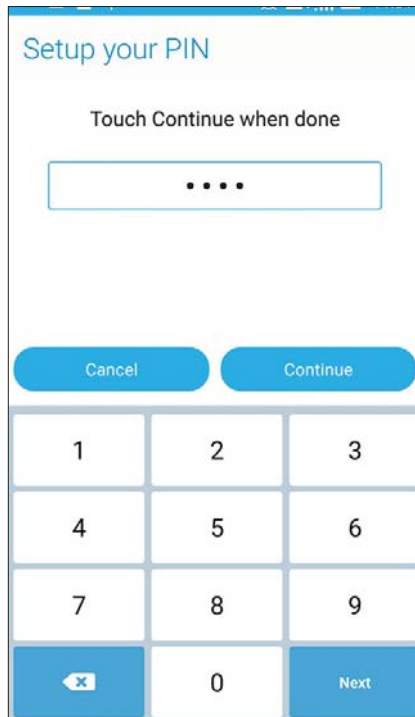 Setup your PIN
Touch Continue when done
••••
Cancel Continue
1 2 3
4 5 6
7 8 9
0 Next